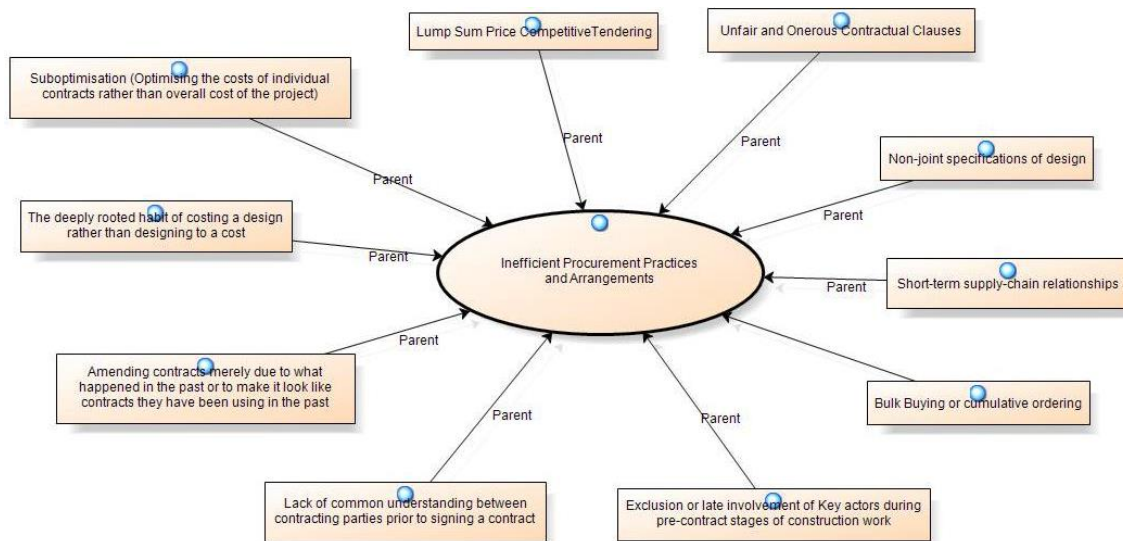 Lump Sum Price CompetitiveTendering
Unfair and Onerous Contractual Clauses
Suboptimisation (Optimising the costs of individual
contracts rather than overall cost of the project)
Parent
Parent
Non-joint specifications of design
Parent
Parent
The deeply rooted habit of costing a design
rather than designing to a cost
Parent
Inefficient Procurement Practices
and Arrangements
Short-term supply-chain relationships
Parent
Amending contracts merely due to what
happened in the past or to make it look like
contracts they have been using in the past
Parent
Bulk Buying or cumulative ordering
Parent
Parent
Parent
Lack of common understanding between
contracting parties prior to signing a contract
Exclusion or late involvement of Key actors during
pre-contract stages of construction work